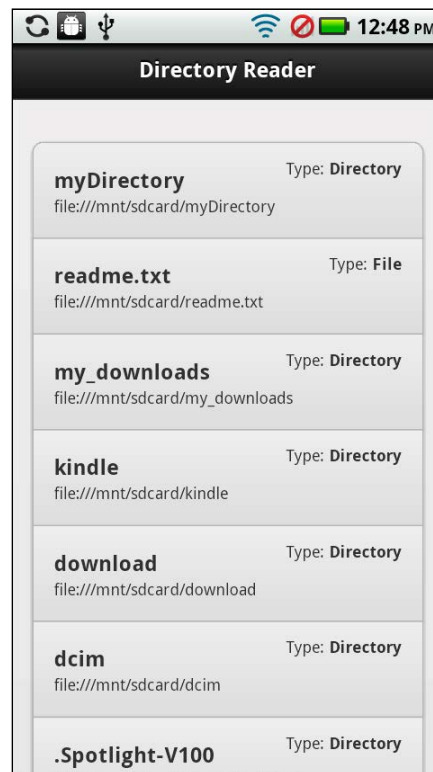 12:48 PM
Directory Reader
myDirectory
Type: Directory
file:///mnt/sdcard/myDirectory
readme.txt
Type: File
file:///mnt/sdcard/readme.txt
my_downloads
Type: Directory
file:///mnt/sdcard/my_downloads
kindle
Type: Directory
file:///mnt/sdcard/kindle
download
Type: Directory
file:///mnt/sdcard/download
dcim
Type: Directory
file:///mnt/sdcard/dcim
.Spotlight-V100
Type: Directory